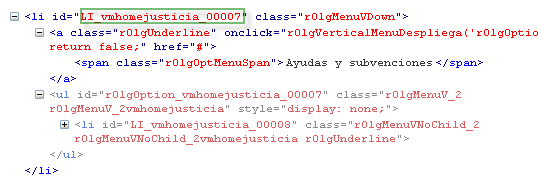 <li id="LI_vmhomejusticia_00007" class="r01gMenuVDown">
<a class="r01gUnderline" onclick="r01gVerticalMenuDespliega('r01gOptio
return false;" href="#">
<span class="r01gOptMenuSpan">Ayudas y subvenciones</span>
</a>
<ul id="r01gOption_vmhomejusticia_00007" class="r01gMenuV_2
r01gMenuV_2vmhomejusticia" style="display: none;">
<li id="LI_vmhomejusticia_00008" class="r01gMenuVNoChild_2
r01gMenuVNoChild_2vmhomejusticia r01gUnderline">
</ul>
</li>